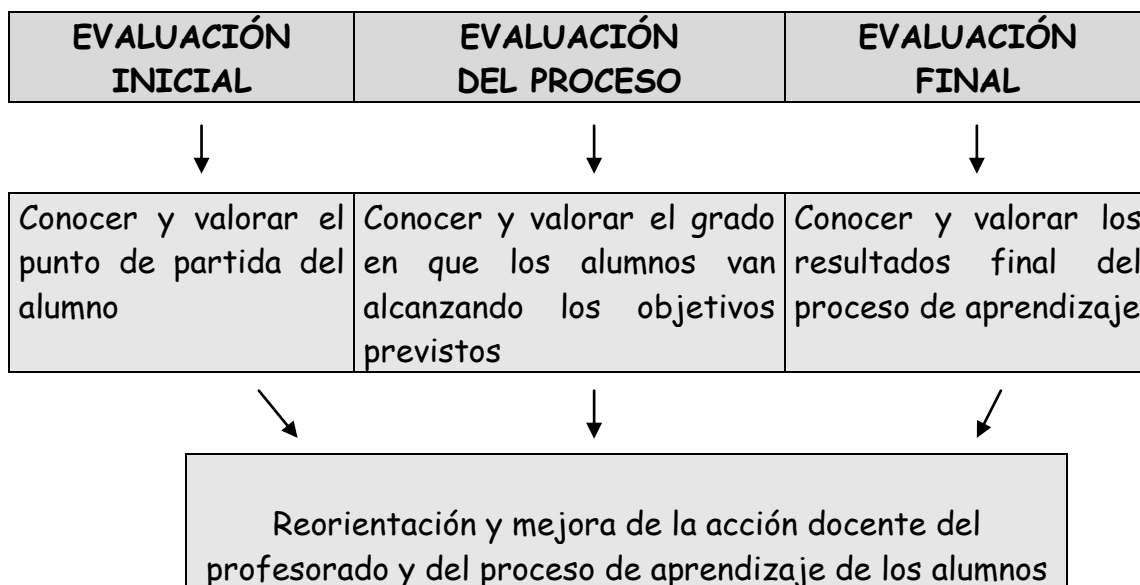 EVALUACIÓN
INICIAL
EVALUACIÓN
DEL PROCESO
EVALUACIÓN
FINAL
Conocer y valorar el
punto de partida del
alumno
Conocer y valorar el grado
en que los alumnos van
alcanzando los objetivos
previstos
Conocer y valorar los
resultados final del
proceso de aprendizaje
Reorientación y mejora de la acción docente del
profesorado y del proceso de aprendizaje de los alumnos